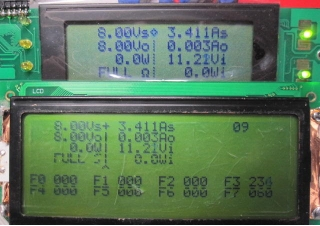 8.00Vs⋄ 3.411As
8.00Vo| 0.003Ao
0.0W| 11.21Vi
FULL Ω| 0.0Wi
LCD
8.00Vs+ 3.411As 09
8.00Vo| 0.003Ao
0.0W| 11.21Vi
FULL 0.0Wi
F0 000 F1 000 F2 000 F3 234
F4 000 F5 000 F6 000 F7 060